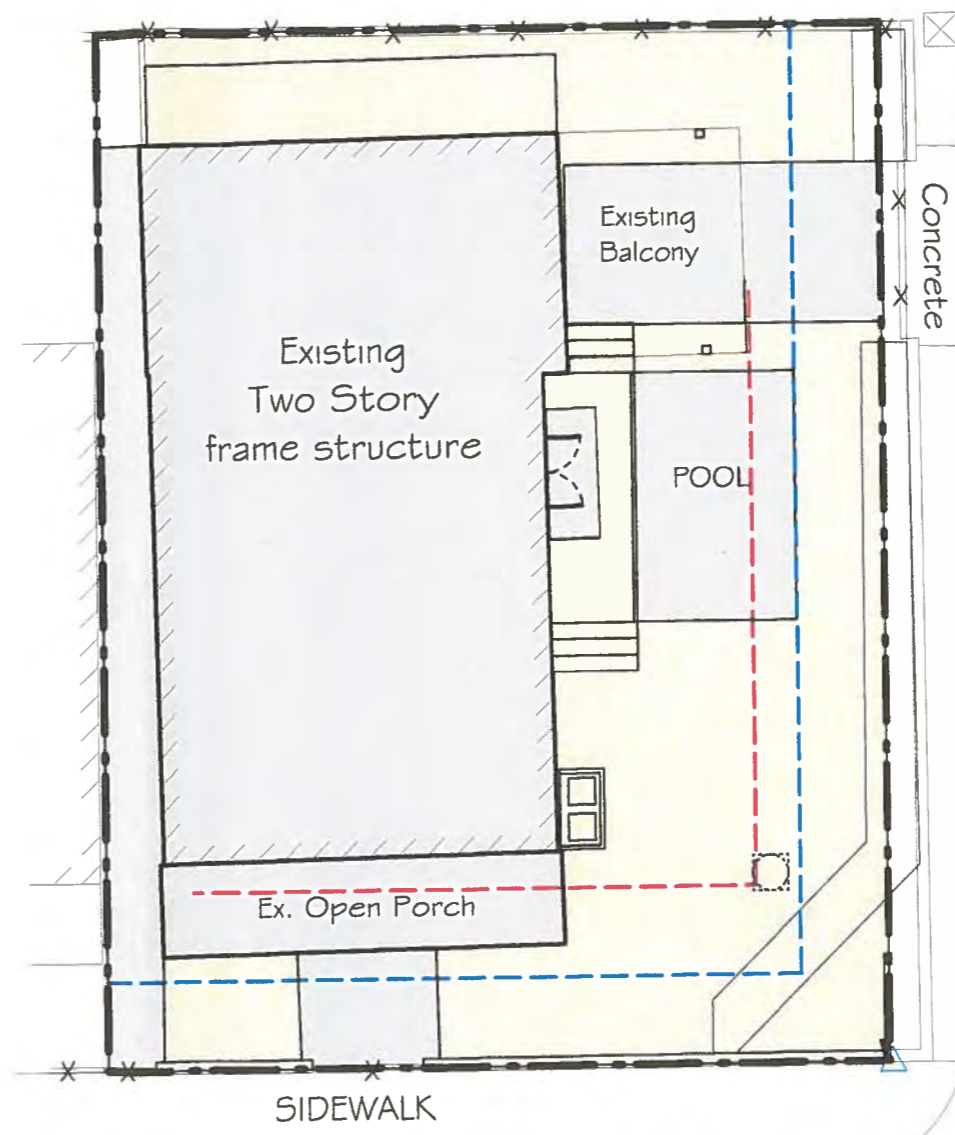 Existing
Balcony
Concrete
Existing
Two Story
frame structure
POOL
Ex. Open Porch
SIDEWALK